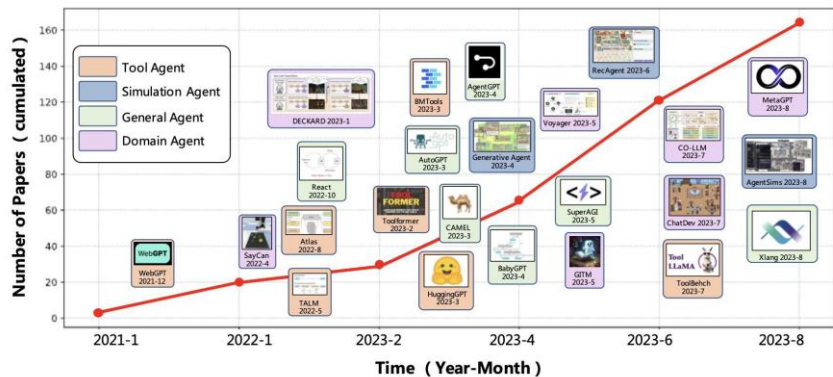 Number of Papers ( cumulated )
160
140
120
100
80
60
40
20
0
Tool Agent
Simulation Agent
General Agent
Domain Agent
WebGPT
WebGPT
2021-12
SayCan
2022-4
DECKARD 2023-1
React
2022-10
Atlas
2022-8
TALM
2022-5
BMTools
2023-3
AutoGPT
2023-3
TOOL
FORMER
Toolformer
2023-2
CAMEL
2023-3
HuggingGPT
2023-3
AgentGPT
2023-4
Generative Agent
2023-4
BabyGPT
2023-4
Voyager 2023-5
SuperAGI
2023-5
GITM
2023-5
RecAgent 2023-6
CO-LLM
2023-7
ChatDev 2023-7
Tool
LLaMA
ToolBehch
2023-7
MetaGPT
2023-8
AgentSims 2023-8
Xlang 2023-8
2021-1
2022-1
2023-2
2023-4
2023-6
2023-8
Time ( Year-Month )